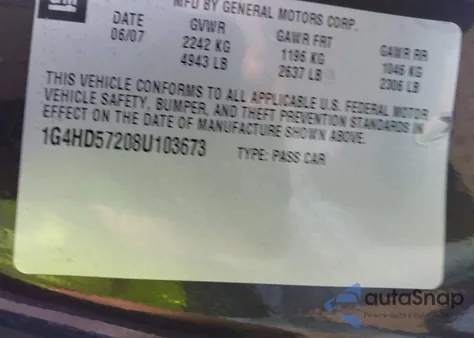 GM
MFD BY GENERAL MOTORS CORP.
DATE GVWR GAWR FRT GAWR RR
06/07 2242 KG 1196 KG 1046 KG
4943 LB 2637 LB 2306 LB
THIS VEHICLE CONFORMS TO ALL APPLICABLE U.S. FEDERAL MOTOR
VEHICLE SAFETY, BUMPER, AND THEFT PREVENTION STANDARDS IN
EFFECT ON THE DATE OF MANUFACTURE SHOWN ABOVE.
1G4HD57208U103673 TYPE: PASS CAR
autaSnap